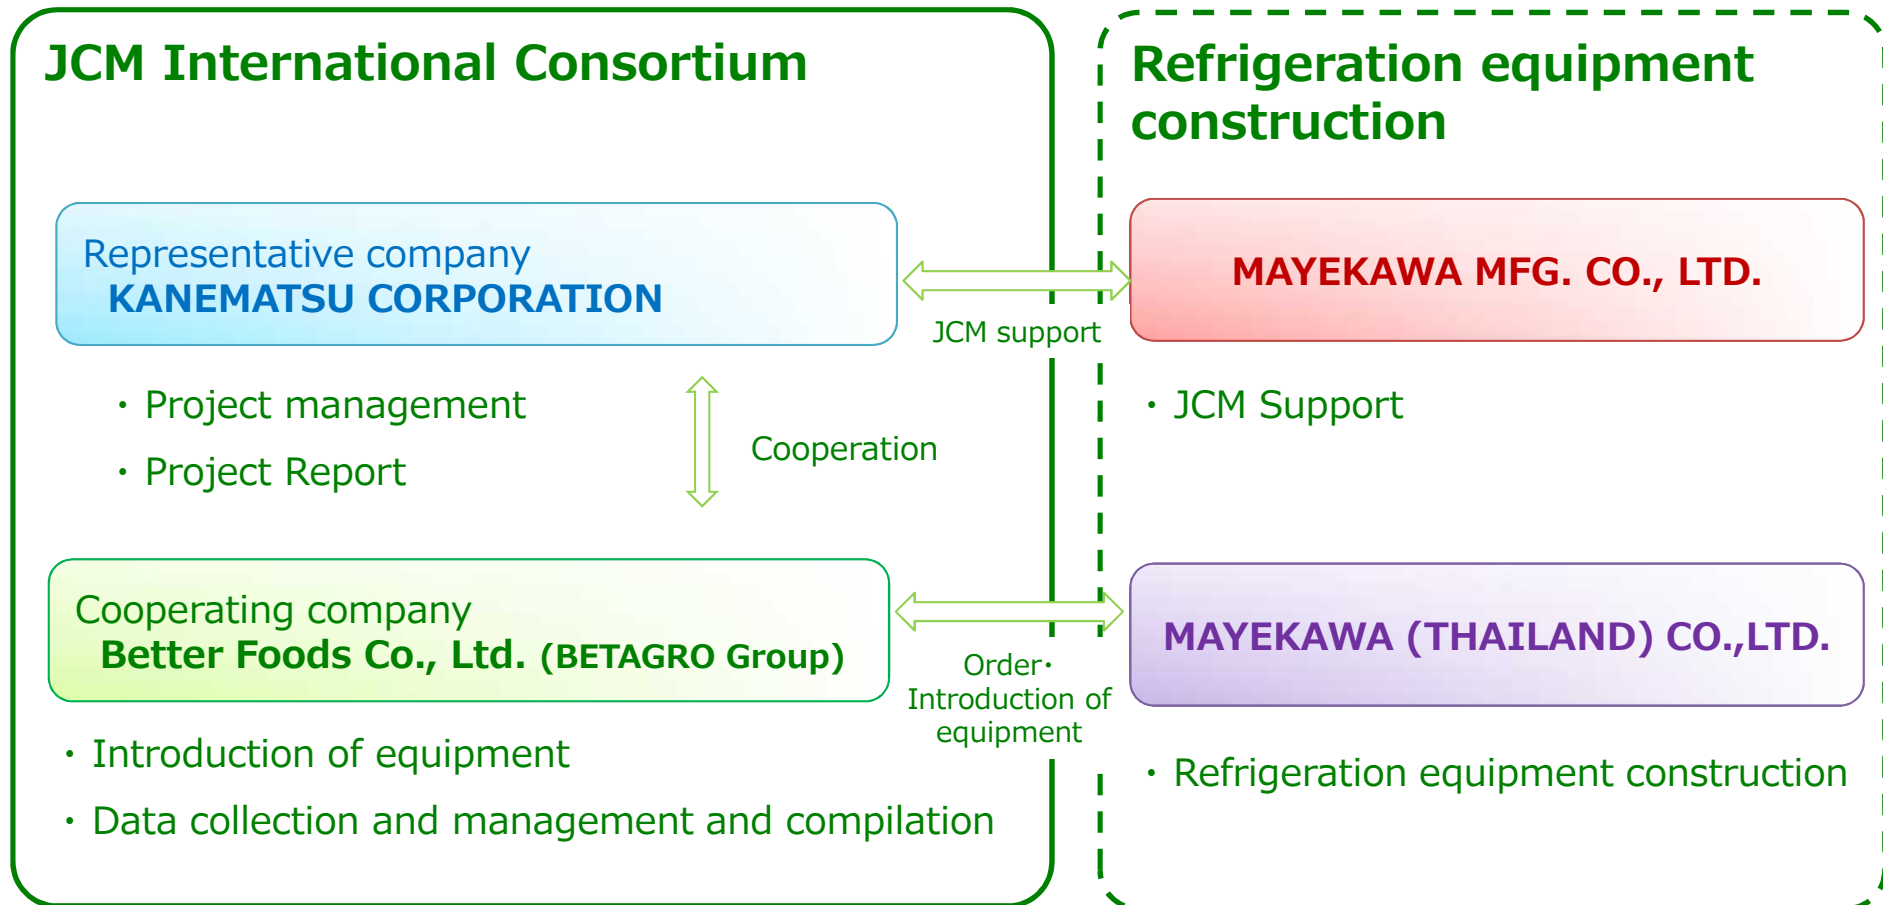 JCM International Consortium
Representative company
KANEMATSU CORPORATION
・Project management
・Project Report
Cooperation
Cooperating company
Better Foods Co., Ltd. (BETAGRO Group)
・Introduction of equipment
・Data collection and management and compilation
JCM support
Order・
Introduction of
equipment
Refrigeration equipment
construction
MAYEKAWA MFG. CO., LTD.
・JCM Support
MAYEKAWA (THAILAND) CO.,LTD.
・Refrigeration equipment construction